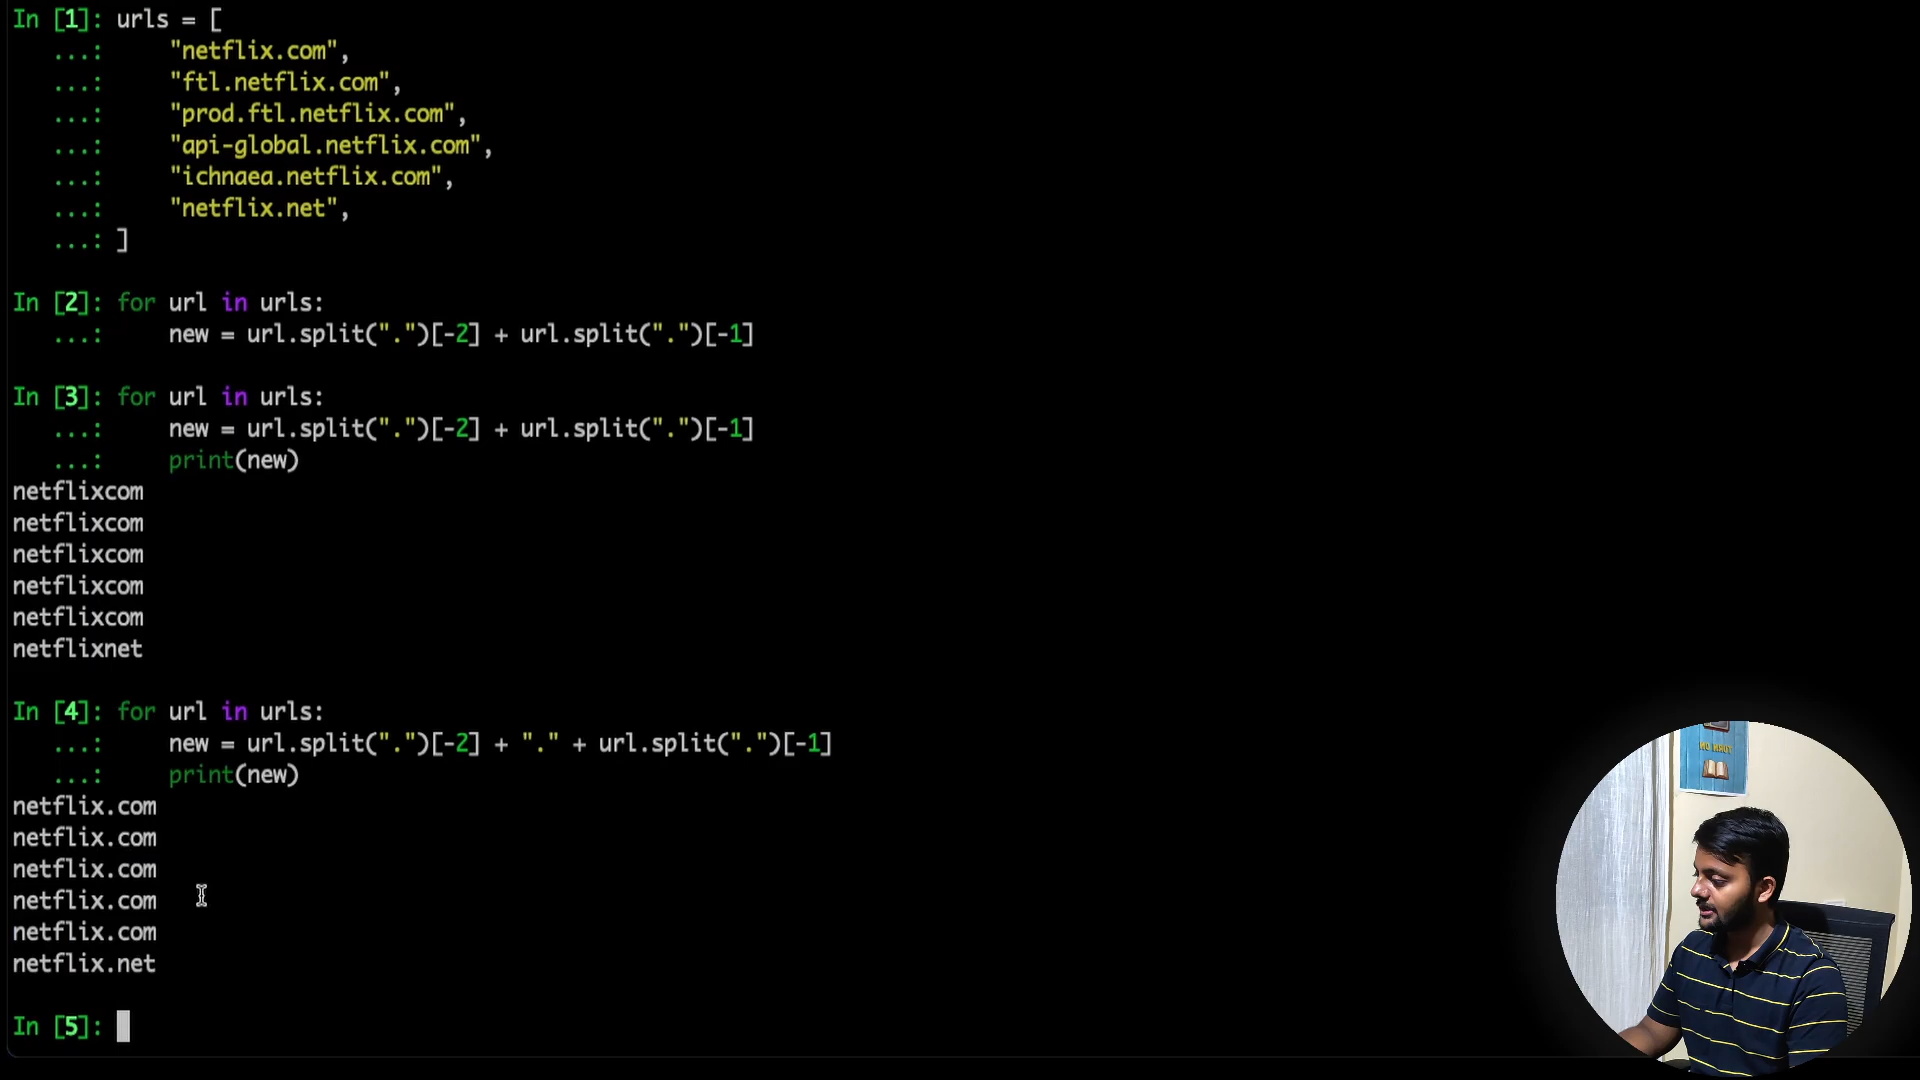 In [1]: urls = [
   ...:     "netflix.com",
   ...:     "ftl.netflix.com",
   ...:     "prod.ftl.netflix.com",
   ...:     "api-global.netflix.com",
   ...:     "ichnaea.netflix.com",
   ...:     "netflix.net",
   ...: ]
In [2]: for url in urls:
   ...:     new = url.split(".")[-2] + url.split(".")[-1]
In [3]: for url in urls:
   ...:     new = url.split(".")[-2] + url.split(".")[-1]
   ...:     print(new)
netflixcom
netflixcom
netflixcom
netflixcom
netflixcom
netflixnet
In [4]: for url in urls:
   ...:     new = url.split(".")[-2] + "." + url.split(".")[-1]
   ...:     print(new)
netflix.com
netflix.com
netflix.com
netflix.com
netflix.com
netflix.net
In [5]: